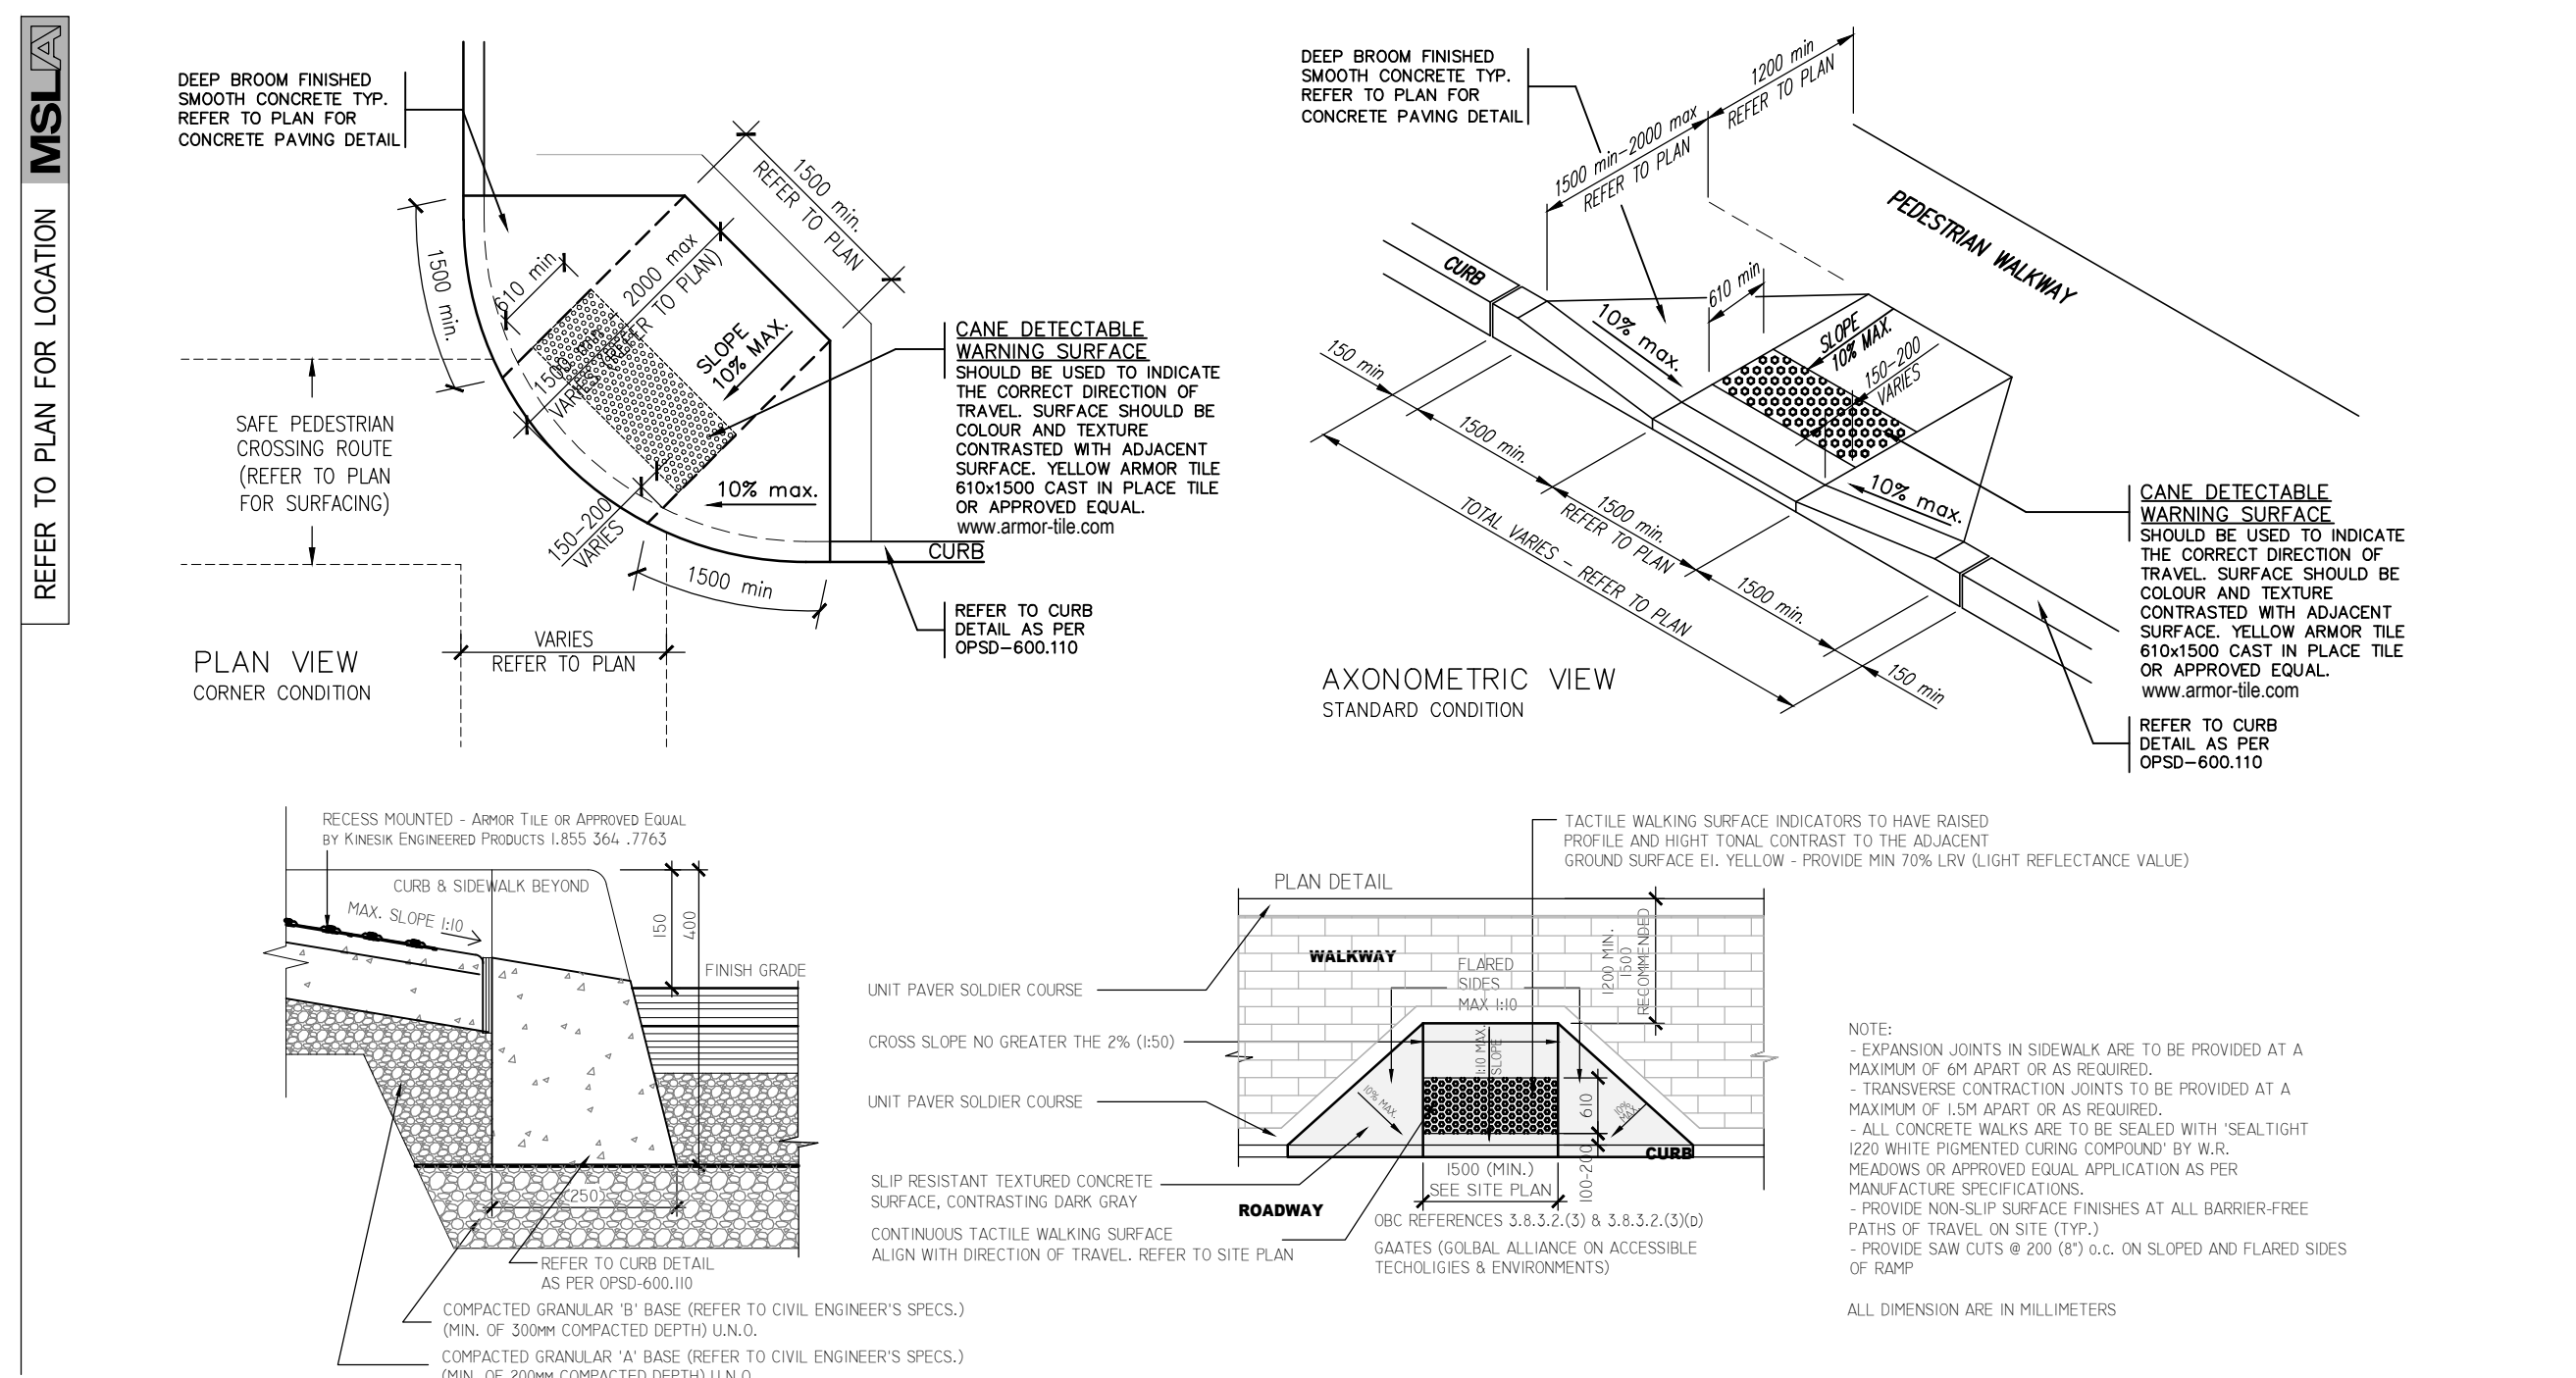 MSLA
REFER TO PLAN FOR LOCATION
DEEP BROOM FINISHED
SMOOTH CONCRETE TYP.
REFER TO PLAN FOR
CONCRETE PAVING DETAIL
1500 min.
REFER TO PLAN
1500 min.
610 min
2000 max
REFER TO PLAN)
SLOPE
10% MAX.
10% max.
150-200
VARIES
1500 min
CURB
SAFE PEDESTRIAN
CROSSING ROUTE
(REFER TO PLAN
FOR SURFACING)
VARIES
REFER TO PLAN
CANE DETECTABLE
WARNING SURFACE
SHOULD BE USED TO INDICATE
THE CORRECT DIRECTION OF
TRAVEL. SURFACE SHOULD BE
COLOUR AND TEXTURE
CONTRASTED WITH ADJACENT
SURFACE. YELLOW ARMOR TILE
610x1500 CAST IN PLACE TILE
OR APPROVED EQUAL.
www.armor-tile.com
REFER TO CURB
DETAIL AS PER
OPSD-600.110
PLAN VIEW
CORNER CONDITION
DEEP BROOM FINISHED
SMOOTH CONCRETE TYP.
REFER TO PLAN FOR
CONCRETE PAVING DETAIL
1200 min
REFER TO PLAN
1500 min-2000 max
REFER TO PLAN
PEDESTRIAN WALKWAY
CURB
610 min
10% max.
SLOPE
10% MAX.
150-200
VARIES
10% max.
150 min
1500 min.
1500 min.
REFER TO PLAN
1500 min.
150 min
TOTAL VARIES - REFER TO PLAN
CANE DETECTABLE
WARNING SURFACE
SHOULD BE USED TO INDICATE
THE CORRECT DIRECTION OF
TRAVEL. SURFACE SHOULD BE
COLOUR AND TEXTURE
CONTRASTED WITH ADJACENT
SURFACE. YELLOW ARMOR TILE
610x1500 CAST IN PLACE TILE
OR APPROVED EQUAL.
www.armor-tile.com
REFER TO CURB
DETAIL AS PER
OPSD-600.110
AXONOMETRIC VIEW
STANDARD CONDITION
RECESS MOUNTED - ARMOR TILE OR APPROVED EQUAL
BY KINESIK ENGINEERED PRODUCTS 1.855 364 .7763
CURB & SIDEWALK BEYOND
MAX. SLOPE 1:10
150
400
FINISH GRADE
(250)
REFER TO CURB DETAIL
AS PER OPSD-600.110
COMPACTED GRANULAR 'B' BASE (REFER TO CIVIL ENGINEER'S SPECS.)
(MIN. OF 300MM COMPACTED DEPTH) U.N.O.
COMPACTED GRANULAR 'A' BASE (REFER TO CIVIL ENGINEER'S SPECS.)
(MIN. OF 200MM COMPACTED DEPTH) U.N.O.
TACTILE WALKING SURFACE INDICATORS TO HAVE RAISED
PROFILE AND HIGHT TONAL CONTRAST TO THE ADJACENT
GROUND SURFACE EI. YELLOW - PROVIDE MIN 70% LRV (LIGHT REFLECTANCE VALUE)
PLAN DETAIL
WALKWAY
FLARED
SIDES
MAX 1:10
1200 MIN.
1500
RECOMMENDED
UNIT PAVER SOLDIER COURSE
CROSS SLOPE NO GREATER THE 2% (1:50)
1:10 MAX.
SLOPE
UNIT PAVER SOLDIER COURSE
10% MAX.
610
10%
MAX.
100-200
CURB
SLIP RESISTANT TEXTURED CONCRETE
SURFACE, CONTRASTING DARK GRAY
1500 (MIN.)
SEE SITE PLAN
ROADWAY
CONTINUOUS TACTILE WALKING SURFACE
ALIGN WITH DIRECTION OF TRAVEL. REFER TO SITE PLAN
OBC REFERENCES 3.8.3.2.(3) & 3.8.3.2.(3)(D)
GAATES (GOLBAL ALLIANCE ON ACCESSIBLE
TECHOLIGIES & ENVIRONMENTS)
NOTE:
- EXPANSION JOINTS IN SIDEWALK ARE TO BE PROVIDED AT A
MAXIMUM OF 6M APART OR AS REQUIRED.
- TRANSVERSE CONTRACTION JOINTS TO BE PROVIDED AT A
MAXIMUM OF 1.5M APART OR AS REQUIRED.
- ALL CONCRETE WALKS ARE TO BE SEALED WITH 'SEALTIGHT
1220 WHITE PIGMENTED CURING COMPOUND' BY W.R.
MEADOWS OR APPROVED EQUAL APPLICATION AS PER
MANUFACTURE SPECIFICATIONS.
- PROVIDE NON-SLIP SURFACE FINISHES AT ALL BARRIER-FREE
PATHS OF TRAVEL ON SITE (TYP.)
- PROVIDE SAW CUTS @ 200 (8") O.C. ON SLOPED AND FLARED SIDES
OF RAMP
ALL DIMENSION ARE IN MILLIMETERS